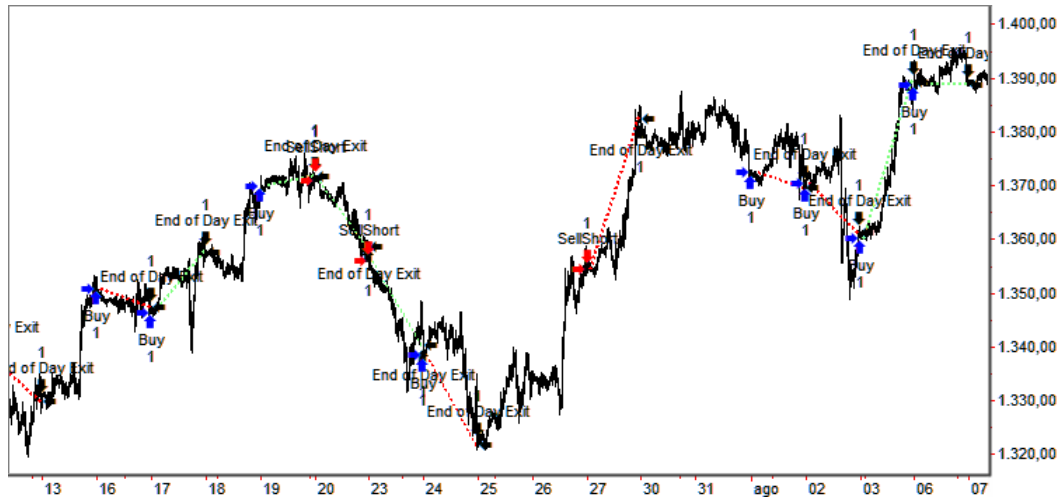 1.400,00
1
1
End of Day Exit
End of Day
1.390,00
Buy
1
1
End of Day Exit
SellShort
1.380,00
End of Day Exit
1
1
End of Day Exit
1.370,00
Buy
1
1
End of Day Exit
Buy
1
Buy
1
1
End of Day Exit
1
SellShort
1
SellShort
1.360,00
Buy
1
1
End of Day Exit
End of Day Exit
1
1.350,00
Buy
1
Buy
1
y Exit
1.340,00
1
d of Day Exit
End of Day Exit
Buy
1
1.330,00
End of Day Exit
1.320,00
13 16 17 18 19 20 23 24 25 26 27 30 31 ago 02 03 06 07